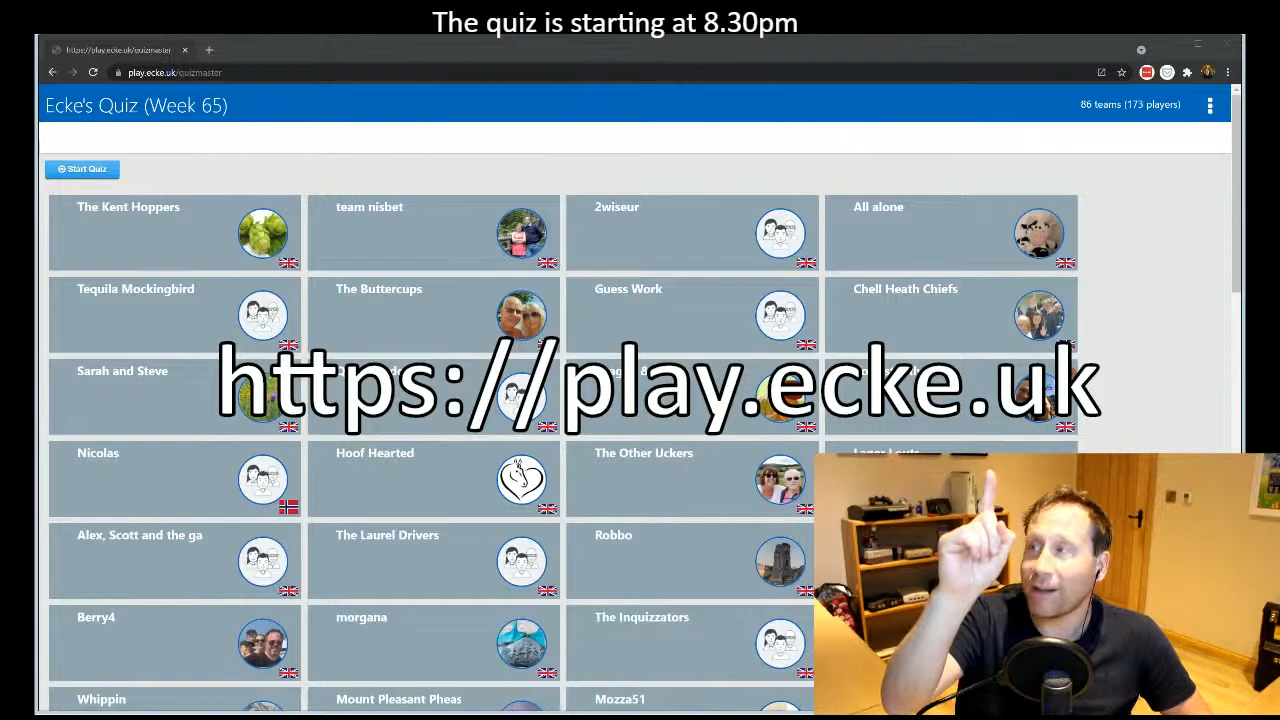 The quiz is starting at 8.30pm
https://play.ecke.uk/quizmaster
play.ecke.uk/quizmaster
Ecke's Quiz (Week 65)
86 teams (173 players)
Start Quiz
The Kent Hoppers
team nisbet
2wiseur
All alone
Tequila Mockingbird
The Buttercups
Guess Work
Chell Heath Chiefs
Sarah and Steve
https://play.ecke.uk
Nicolas
Hoof Hearted
The Other Uckers
Lager Louts
Alex, Scott and the ga
The Laurel Drivers
Robbo
Berry4
morgana
The Inquizzators
Whippin
Mount Pleasant Pheas
Mozza51